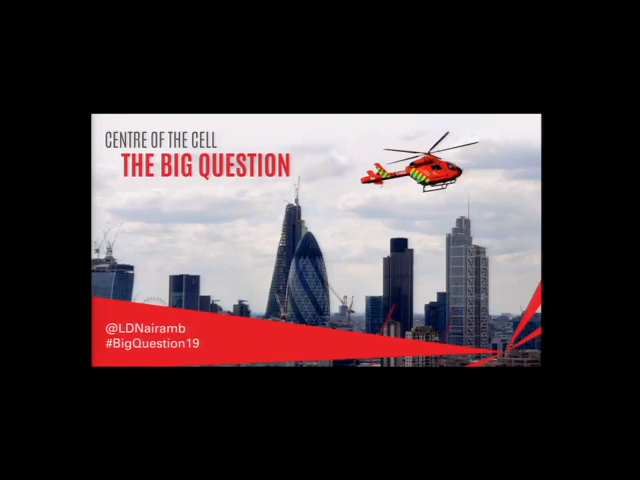 CENTRE OF THE CELL
THE BIG QUESTION
@LDNairamb
#BigQuestion19